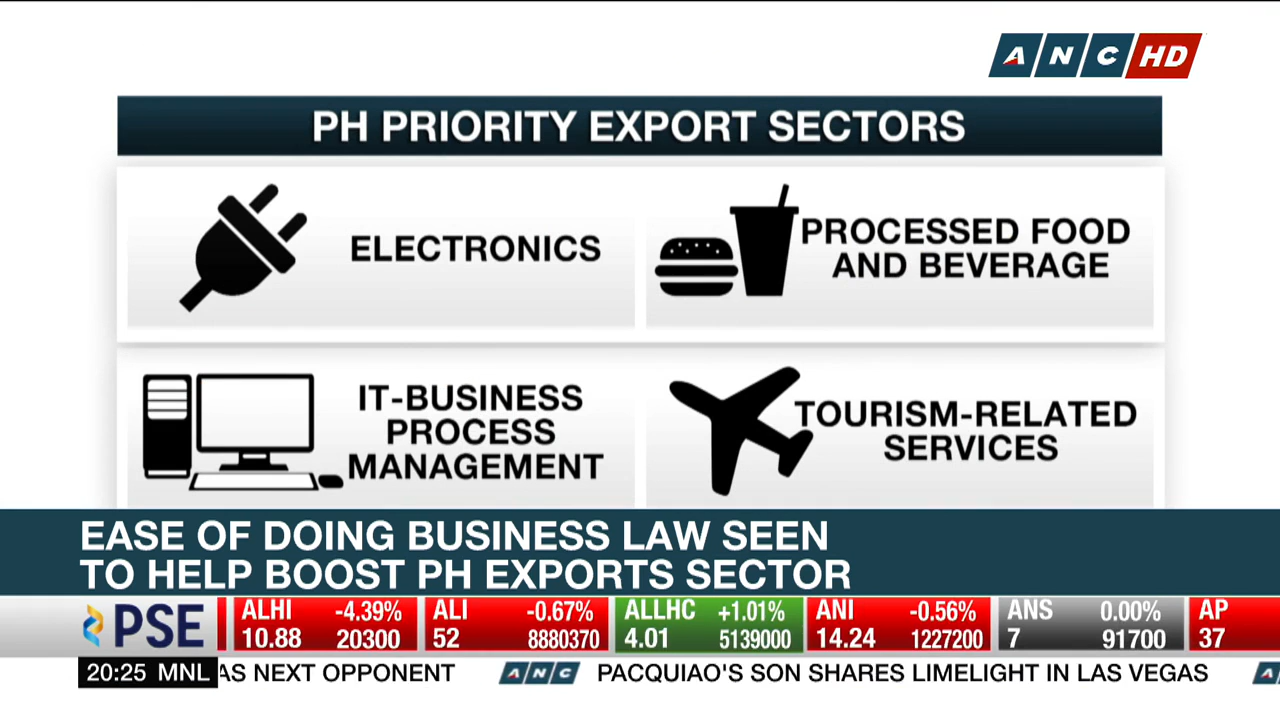 ANC HD
PH PRIORITY EXPORT SECTORS
ELECTRONICS
PROCESSED FOOD
AND BEVERAGE
IT-BUSINESS
PROCESS
MANAGEMENT
TOURISM-RELATED
SERVICES
EASE OF DOING BUSINESS LAW SEEN
TO HELP BOOST PH EXPORTS SECTOR
PSE
ALHI -4.39%
10.88 20300
ALI -0.67%
52 8880370
ALLHC +1.01%
4.01 5139000
ANI -0.56%
14.24 1227200
ANS 0.00%
7 91700
AP
37
20:25 MNL AS NEXT OPPONENT ANC PACQUIAO'S SON SHARES LIMELIGHT IN LAS VEGAS A